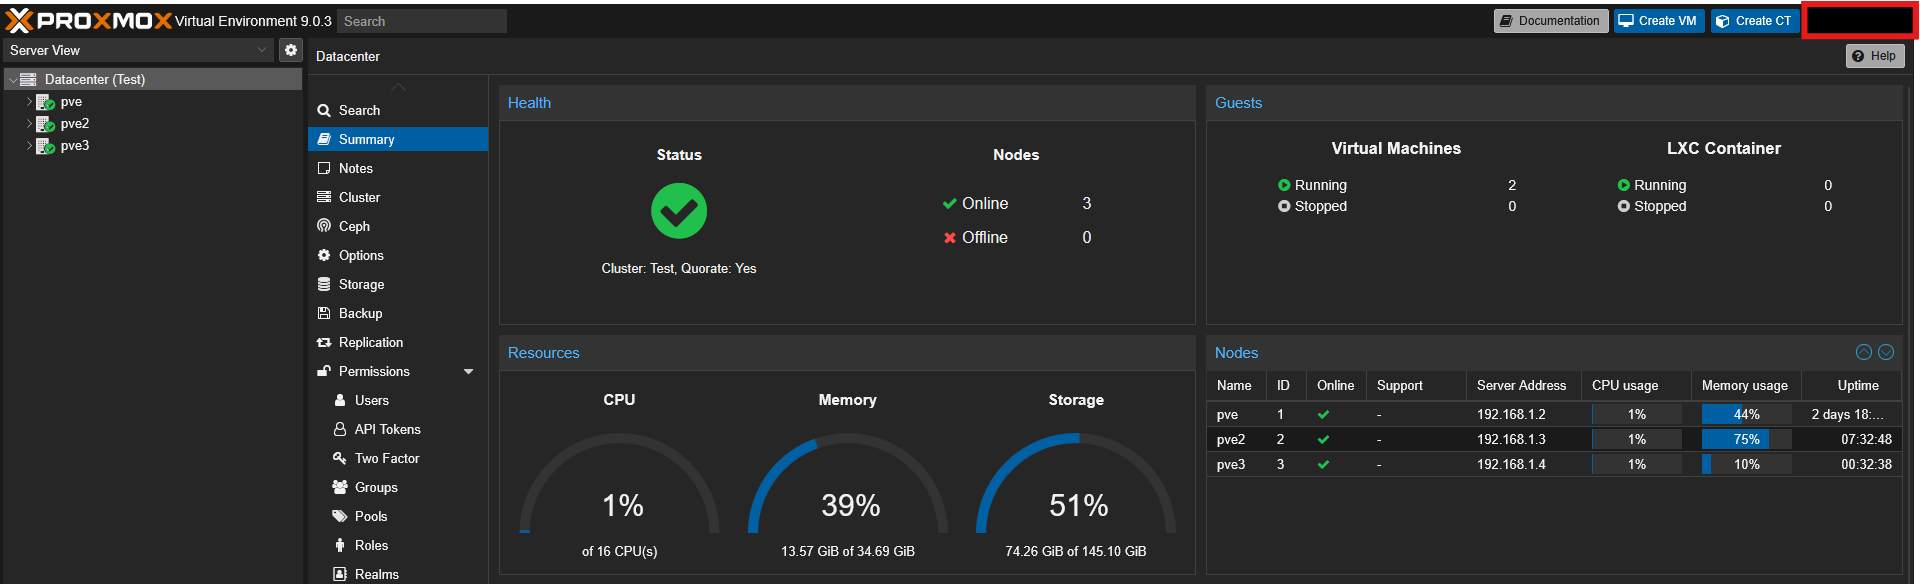 PROXMOX Virtual Environment 9.0.3 Search Documentation Create VM Create CT
Server View
Datacenter Help
Datacenter (Test)
pve
pve2
pve3
Search
Summary
Notes
Cluster
Ceph
Options
Storage
Backup
Replication
Permissions
Users
API Tokens
Two Factor
Groups
Pools
Roles
Realms
Health
Status Nodes
Online 3
Offline 0
Cluster: Test, Quorate: Yes
Guests
Virtual Machines LXC Container
Running 2 Running 0
Stopped 0 Stopped 0
Resources
CPU Memory Storage
1% 39% 51%
of 16 CPU(s) 13.57 GiB of 34.69 GiB 74.26 GiB of 145.10 GiB
Nodes
Name ID Online Support Server Address CPU usage Memory usage Uptime
pve 1 - 192.168.1.2 1% 44% 2 days 18:...
pve2 2 - 192.168.1.3 1% 75% 07:32:48
pve3 3 - 192.168.1.4 1% 10% 00:32:38